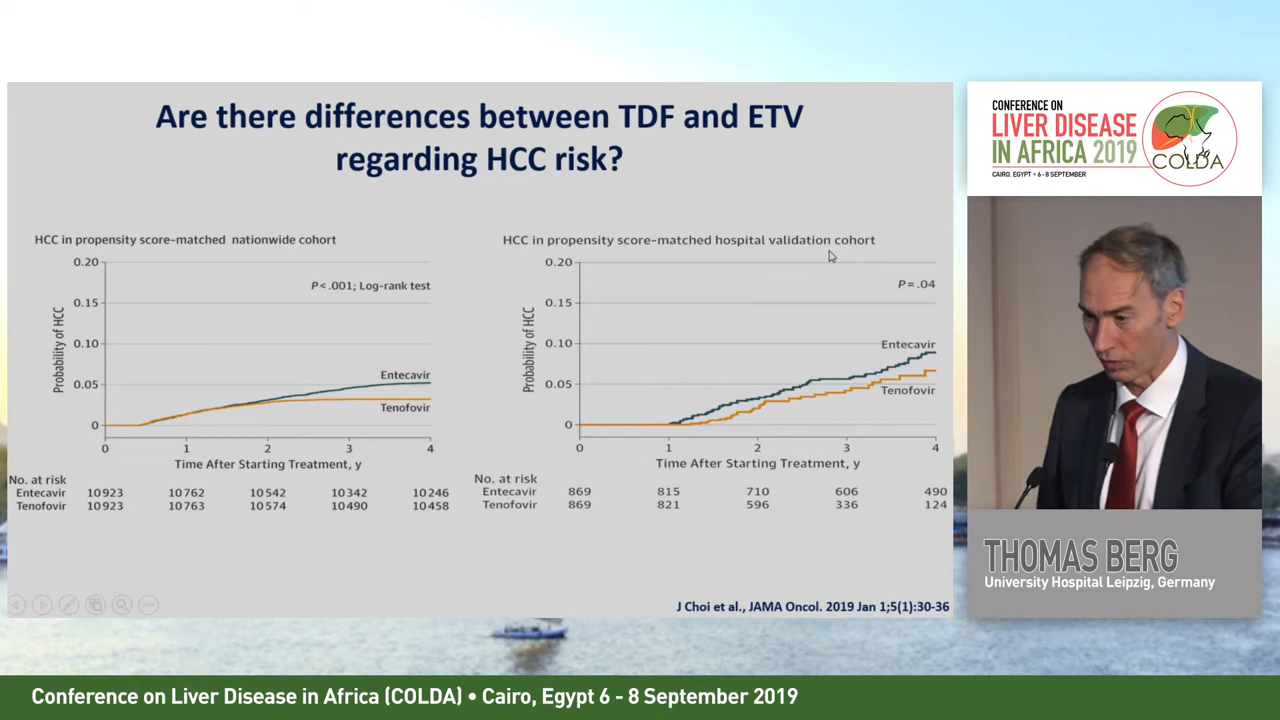 Are there differences between TDF and ETV
regarding HCC risk?
HCC in propensity score-matched nationwide cohort
P<.001; Log-rank test
Probability of HCC
0.20
0.15
0.10
0.05
0
Entecavir
Tenofovir
0 1 2 3 4
Time After Starting Treatment, y
No. at risk
Entecavir 10923 10762 10542 10342 10246
Tenofovir 10923 10763 10574 10490 10458
HCC in propensity score-matched hospital validation cohort
P=.04
Probability of HCC
0.20
0.15
0.10
0.05
0
Entecavir
Tenofovir
0 1 2 3 4
Time After Starting Treatment, y
No. at risk
Entecavir 869 815 710 606 490
Tenofovir 869 821 596 336 124
J Choi et al., JAMA Oncol. 2019 Jan 1;5(1):30-36
CONFERENCE ON
LIVER DISEASE
IN AFRICA 2019
CAIRO, EGYPT • 6 - 8 SEPTEMBER
COLDA
THOMAS BERG
University Hospital Leipzig, Germany
Conference on Liver Disease in Africa (COLDA) • Cairo, Egypt 6 - 8 September 2019